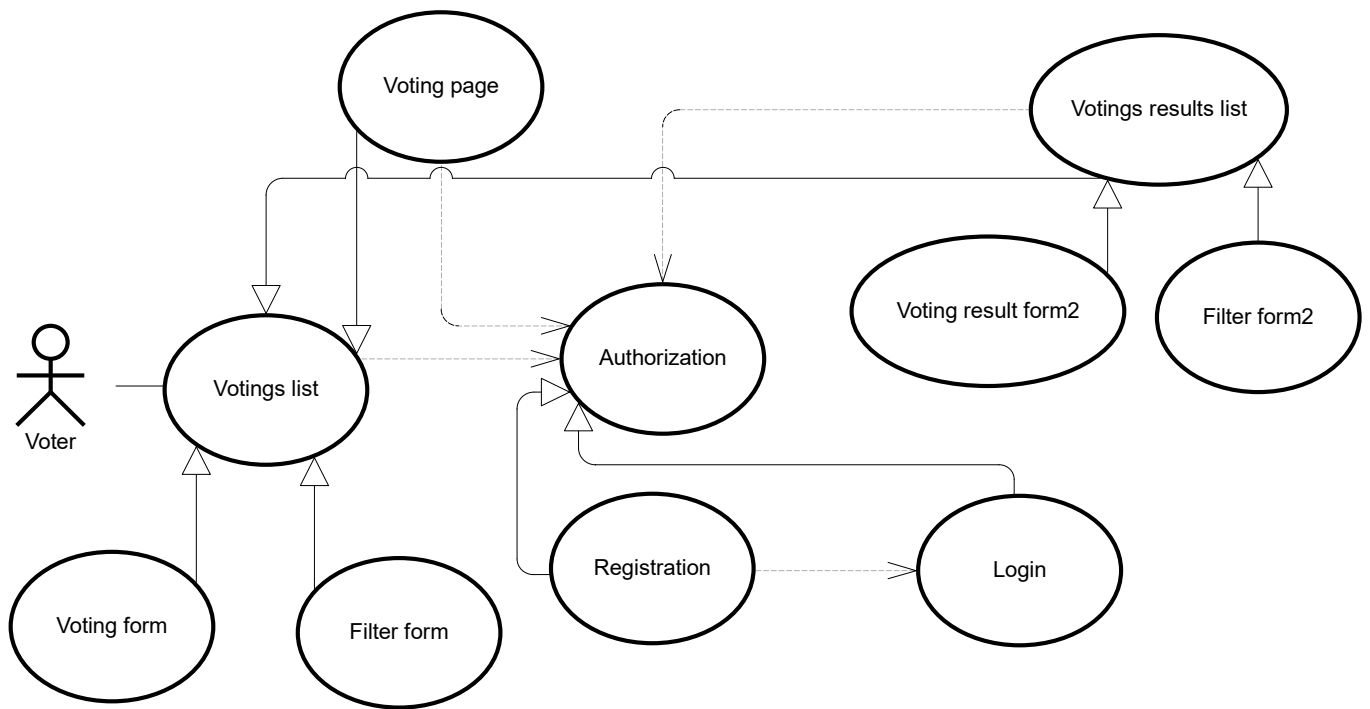 Voting page
Votings results list
Voting result form2
Filter form2
Authorization
Votings list
Voter
Registration
Login
Voting form
Filter form